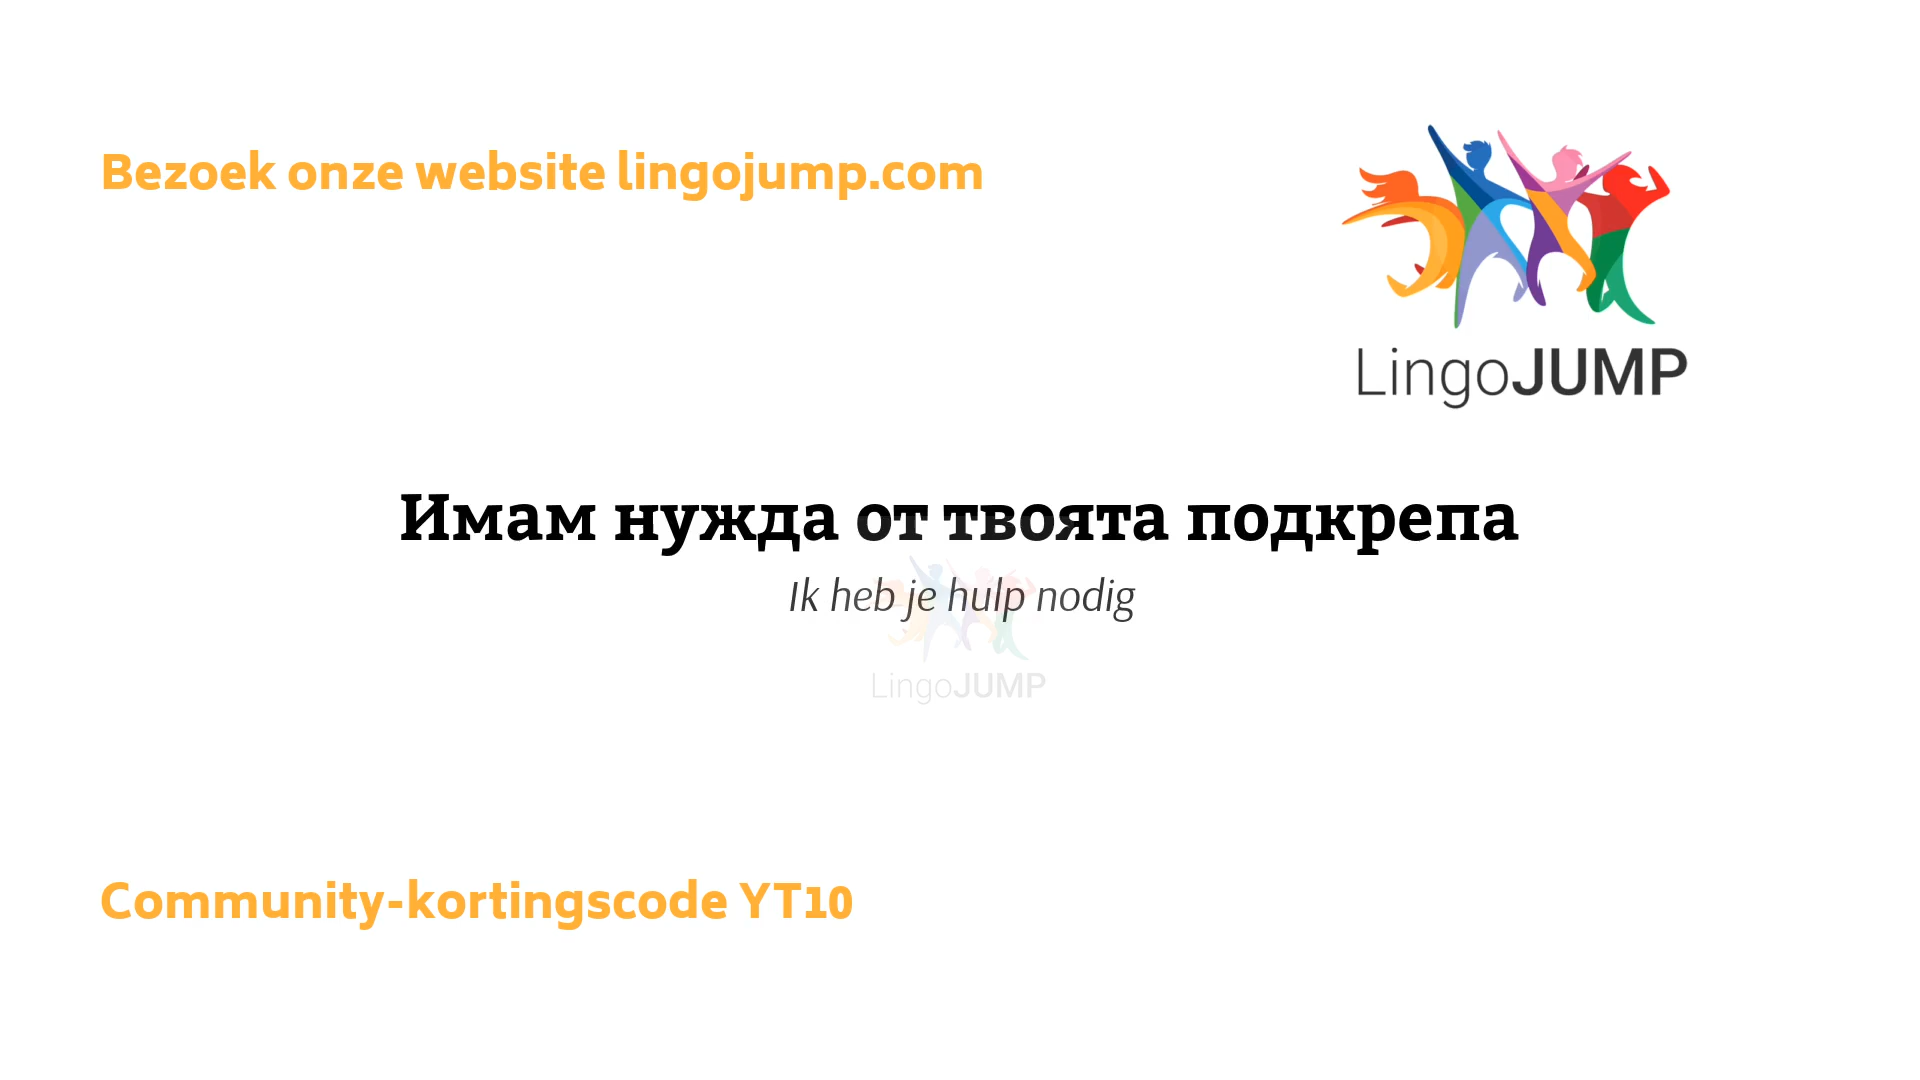 Bezoek onze website lingojump.com
LingoJUMP
Имам нужда от твоята подкрепа
Ik heb je hulp nodig
LingoJUMP
Community-kortingscode YT10